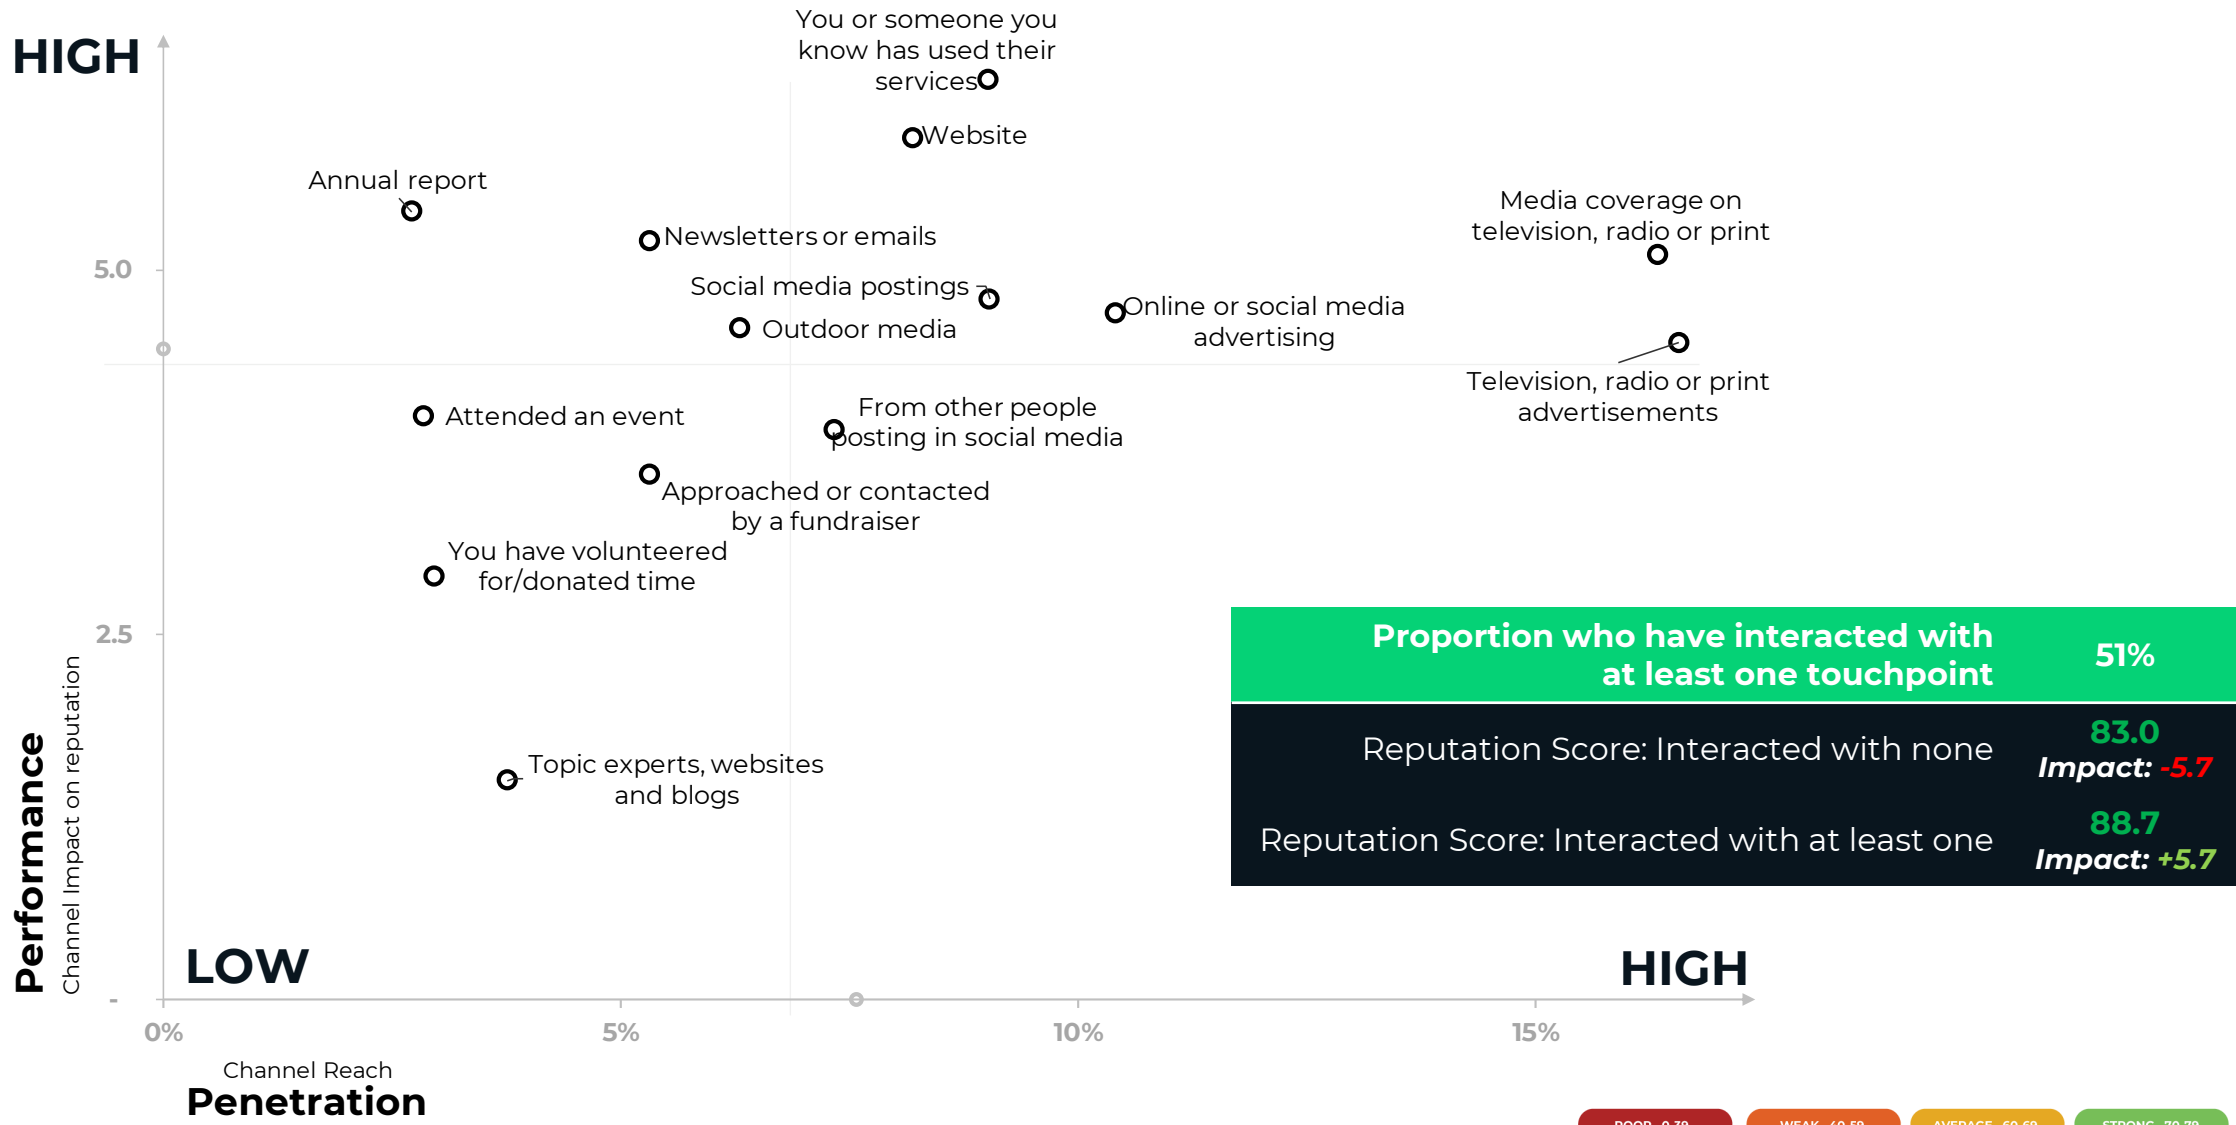 HIGH
You or someone you
know has used their
services
Website
Annual report
Newsletters or emails
Media coverage on
television, radio or print
5.0
Social media postings
Online or social media
advertising
Outdoor media
Television, radio or print
advertisements
Attended an event
From other people
posting in social media
Approached or contacted
by a fundraiser
You have volunteered
for/donated time
2.5
Performance
Channel Impact on reputation
Topic experts, websites
and blogs
Proportion who have interacted with
at least one touchpoint
51%
Reputation Score: Interacted with none
83.0
Impact: -5.7
Reputation Score: Interacted with at least one
88.7
Impact: +5.7
LOW
HIGH
-
0%
5%
10%
15%
Channel Reach
Penetration